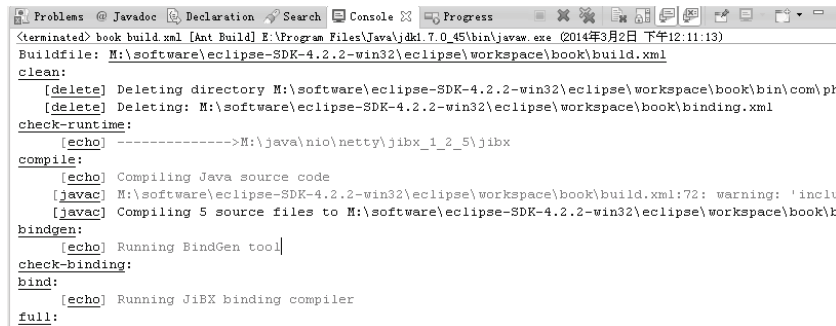 Problems @ Javadoc Declaration Search Console Progress
<terminated> book build.xml [Ant Build] E:\Program Files\Java\jdk1.7.0_45\bin\javaw.exe (2014年3月2日 下午12:11:13)
Buildfile: M:\software\eclipse-SDK-4.2.2-win32\eclipse\workspace\book\build.xml
clean:
[delete] Deleting directory M:\software\eclipse-SDK-4.2.2-win32\eclipse\workspace\book\bin\com\ph
[delete] Deleting: M:\software\eclipse-SDK-4.2.2-win32\eclipse\workspace\book\binding.xml
check-runtime:
[echo] -------------->M:\java\nio\netty\jibx_1_2_5\jibx
compile:
[echo] Compiling Java source code
[javac] M:\software\eclipse-SDK-4.2.2-win32\eclipse\workspace\book\build.xml:72: warning: 'inclu
[javac] Compiling 5 source files to M:\software\eclipse-SDK-4.2.2-win32\eclipse\workspace\book\b
bindgen:
[echo] Running BindGen tool
check-binding:
bind:
[echo] Running JiBX binding compiler
full: